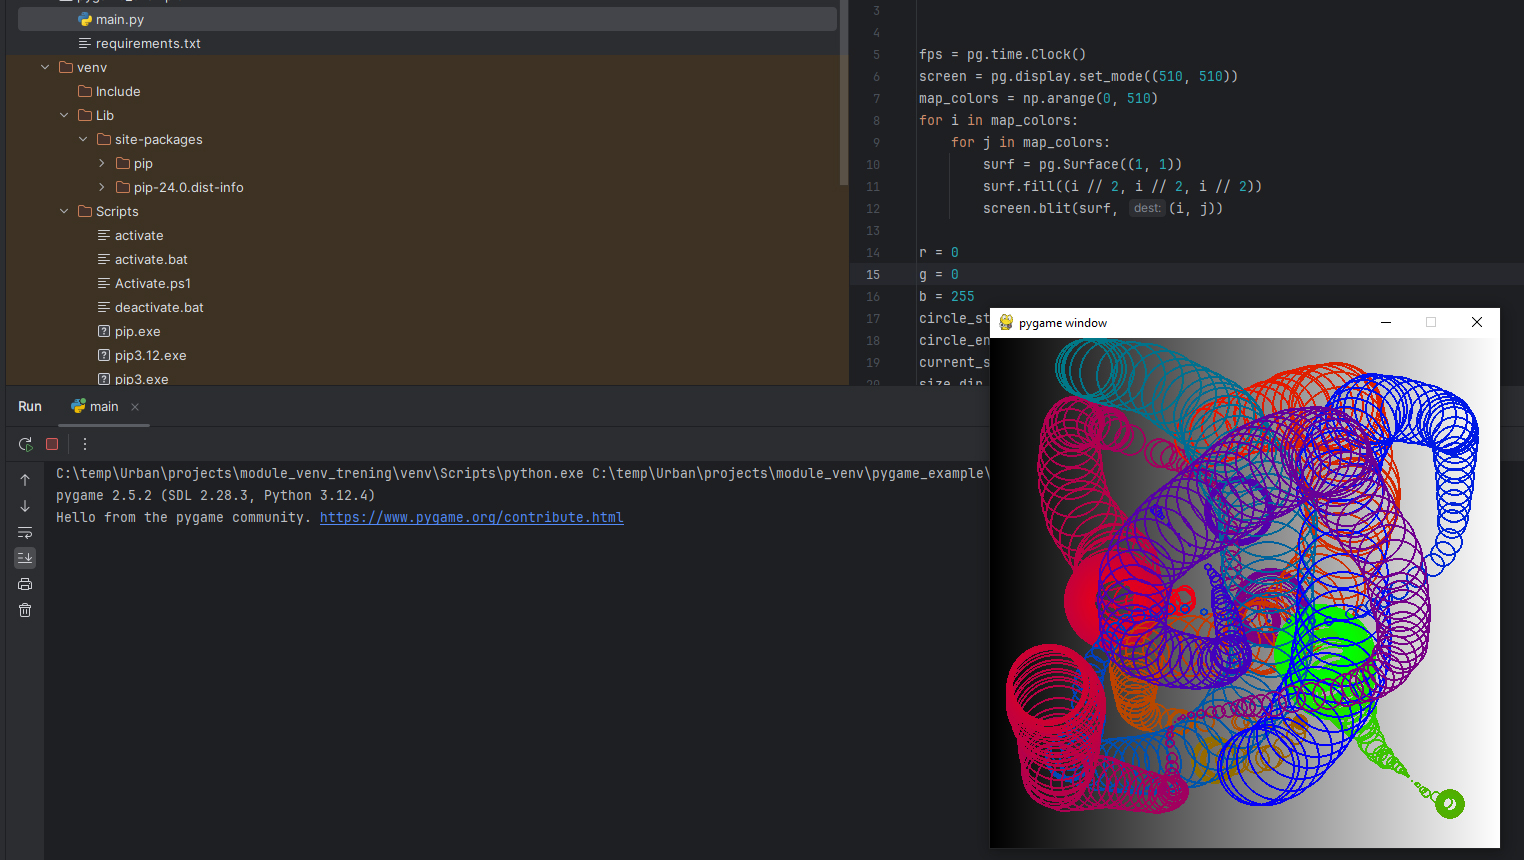 main.py
requirements.txt
venv
Include
Lib
site-packages
pip
pip-24.0.dist-info
Scripts
activate
activate.bat
Activate.ps1
deactivate.bat
pip.exe
pip3.12.exe
pip3.exe
3
4
5 fps = pg.time.Clock()
6 screen = pg.display.set_mode((510, 510))
7 map_colors = np.arange(0, 510)
8 for i in map_colors:
9 for j in map_colors:
10 surf = pg.Surface((1, 1))
11 surf.fill((i // 2, i // 2, i // 2))
12 screen.blit(surf, dest: (i, j))
13
14 r = 0
15 g = 0
16 b = 255
17 circle_st
18 circle_en
19 current_s
20 size_dir
pygame window
Run main
C:\temp\Urban\projects\module_venv_trening\venv\Scripts\python.exe C:\temp\Urban\projects\module_venv\pygame_example\
pygame 2.5.2 (SDL 2.28.3, Python 3.12.4)
Hello from the pygame community. https://www.pygame.org/contribute.html